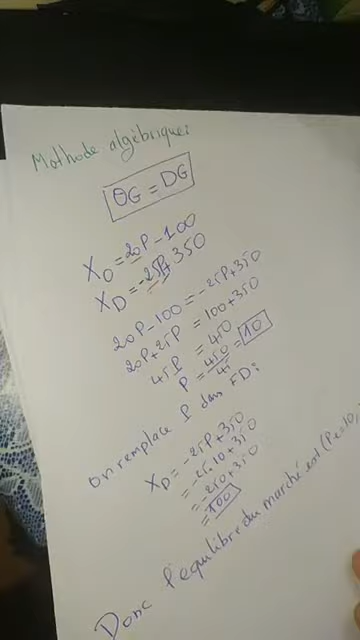 Méthode algébrique:
OG = DG
XO = 20P - 100
XD = -25P + 350
20P - 100 = -25P + 350
20P + 25P = 100 + 350
45P = 450
P = 450/45 = 10
on remplace P dans FD:
XD = -25P + 350
= -25.10 + 350
= -250 + 350
= 100
Donc l'equilibre du marché est (Pe = 10,